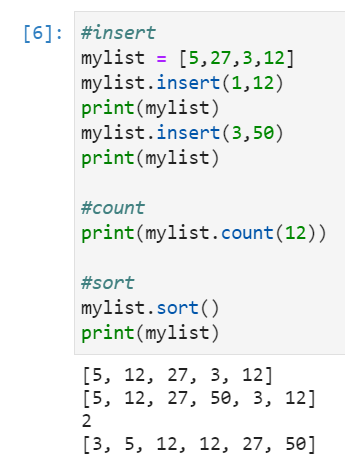 [6]: #insert
mylist = [5,27,3,12]
mylist.insert(1,12)
print(mylist)
mylist.insert(3,50)
print(mylist)
#count
print(mylist.count(12))
#sort
mylist.sort()
print(mylist)
[5, 12, 27, 3, 12]
[5, 12, 27, 50, 3, 12]
2
[3, 5, 12, 12, 27, 50]